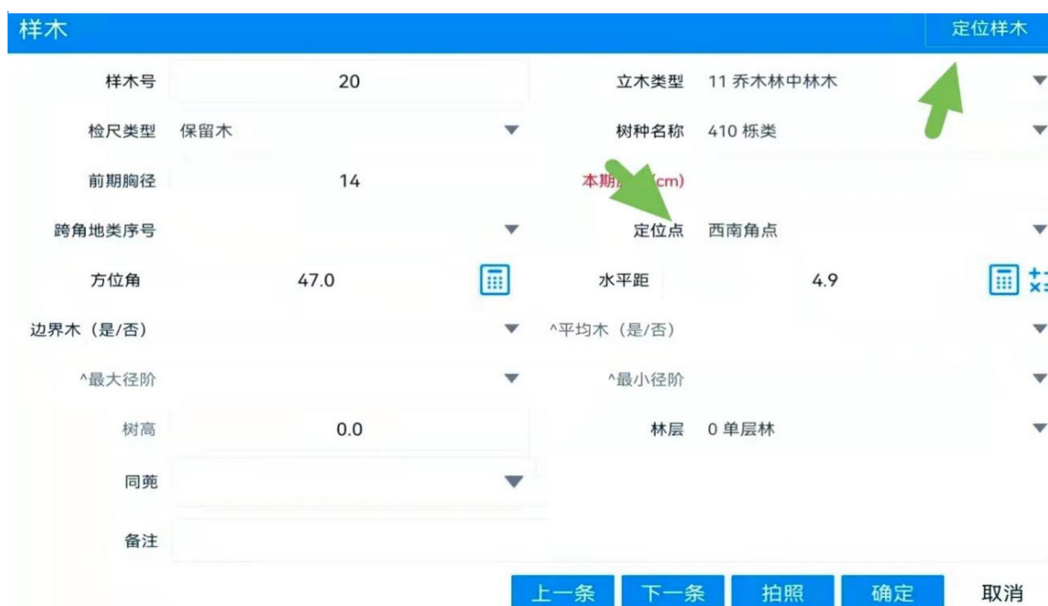 样木 定位样木
样木号 20 立木类型 11 乔木林中林木
检尺类型 保留木 树种名称 410 栎类
前期胸径 14 本期 cm)
跨角地类序号 定位点 西南角点
方位角 47.0 水平距 4.9
边界木（是/否） ^平均木（是/否）
^最大径阶 ^最小径阶
树高 0.0 林层 0 单层林
同蔸
备注
上一条 下一条 拍照 确定 取消